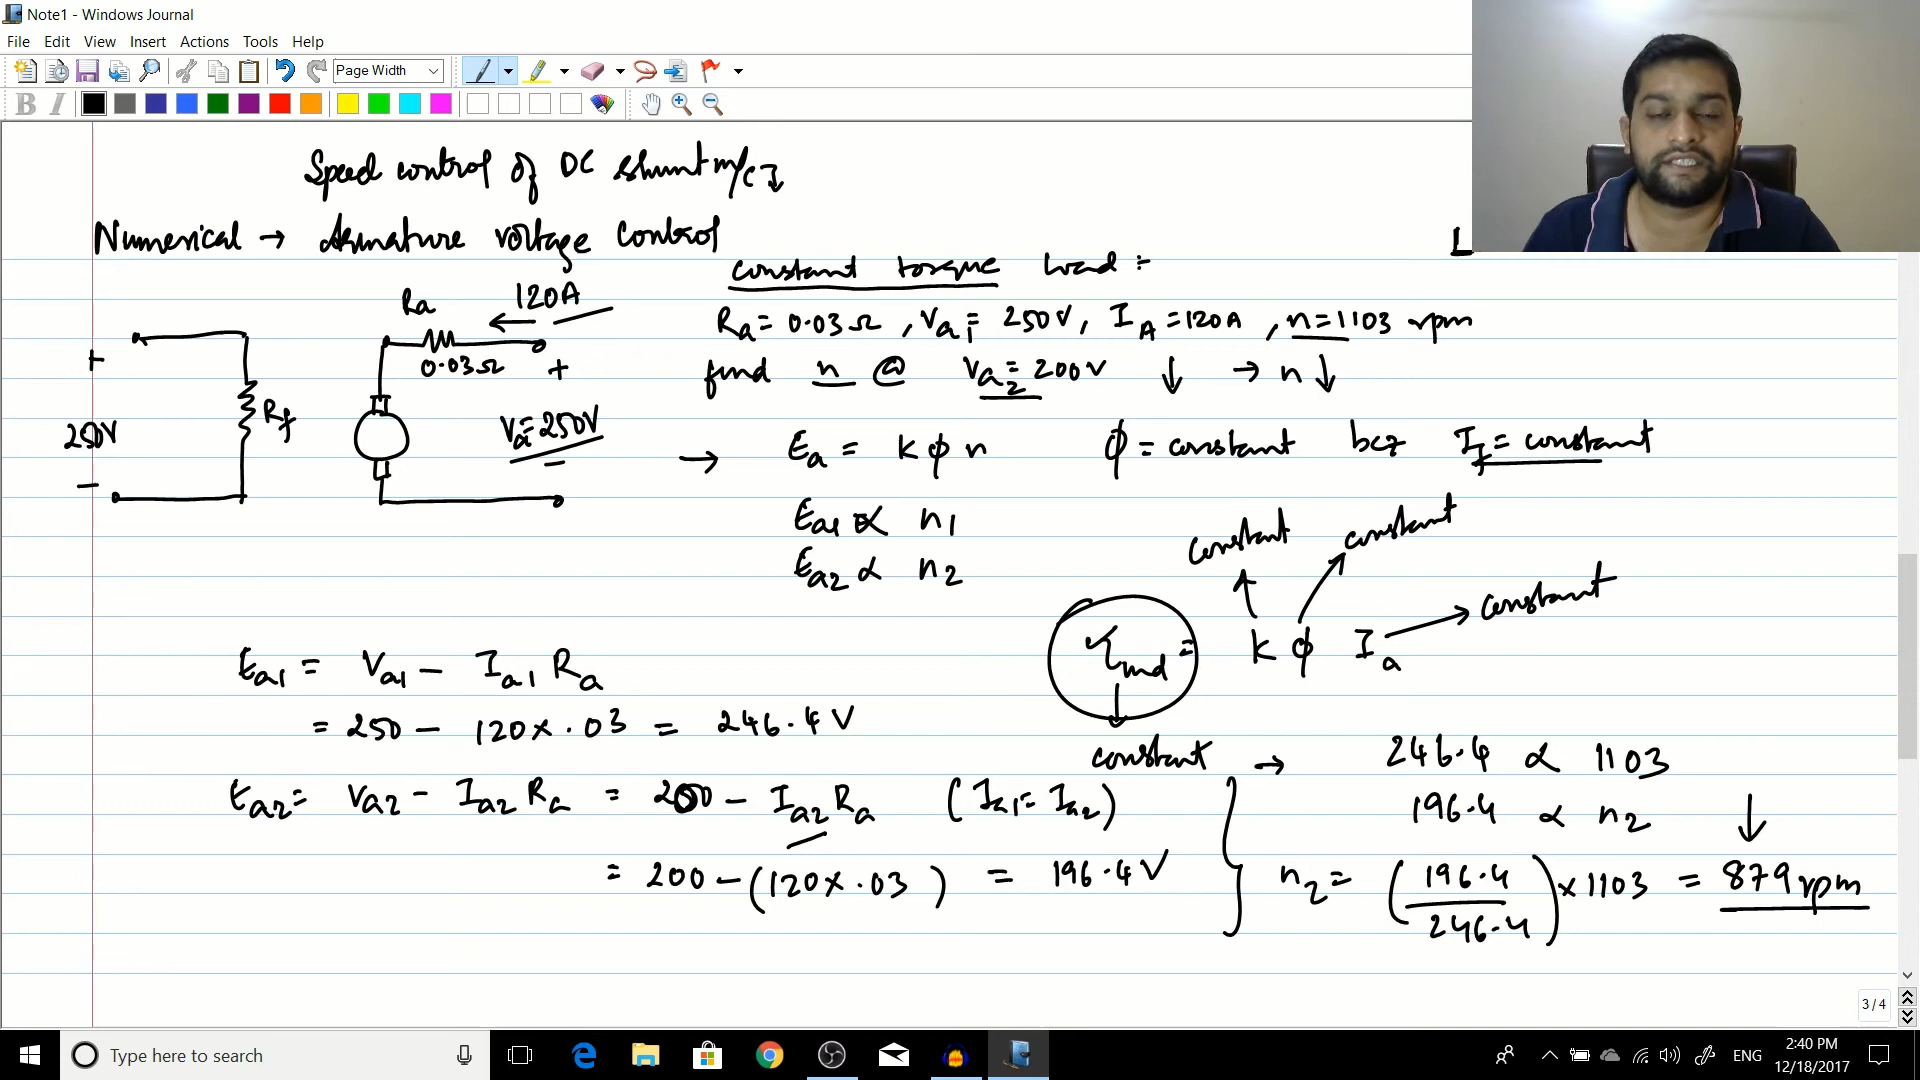 Note1 - Windows Journal
File Edit View Insert Actions Tools Help
Page Width
B I
Speed control of DC shunt m/c
Numerical → Armature voltage control
L
constant torque load :-
Ra = 0.03Ω , Va1 = 250V, IA = 120A , n = 1103 rpm
find n @ Va2 = 200V ↓ → n ↓
Ra
120A
0.03Ω
+
+
250V
-
Rf
Va = 250V
-
→ Ea = k φ n φ = constant bcz If = constant
Ea1 ∝ n1
Ea2 ∝ n2
constant
constant
constant
τmd = k φ Ia
constant
Ea1 = Va1 - Ia1 Ra
= 250 - 120 x .03 = 246.4 V
Ea2 = Va2 - Ia2 Ra = 200 - Ia2 Ra (Ia1 = Ia2)
= 200 - (120 x .03) = 196.4 V
→ 246.4 ∝ 1103
196.4 ∝ n2 ↓
n2 = (196.4/246.4) x 1103 = 879 rpm
3 / 4
Type here to search
ENG
2:40 PM
12/18/2017